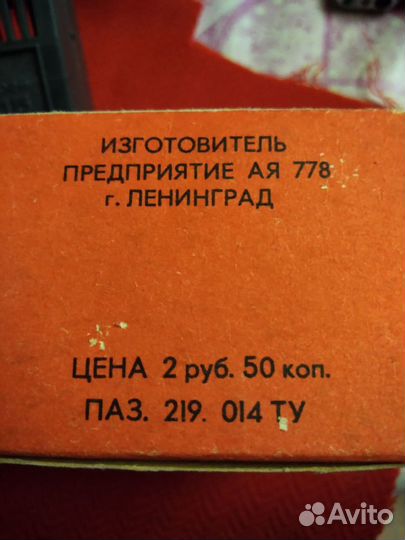 ИЗГОТОВИТЕЛЬ
ПРЕДПРИЯТИЕ АЯ 778
г. ЛЕНИНГРАД
ЦЕНА 2 руб. 50 коп.
ПАЗ. 219. 014 ТУ
Avito